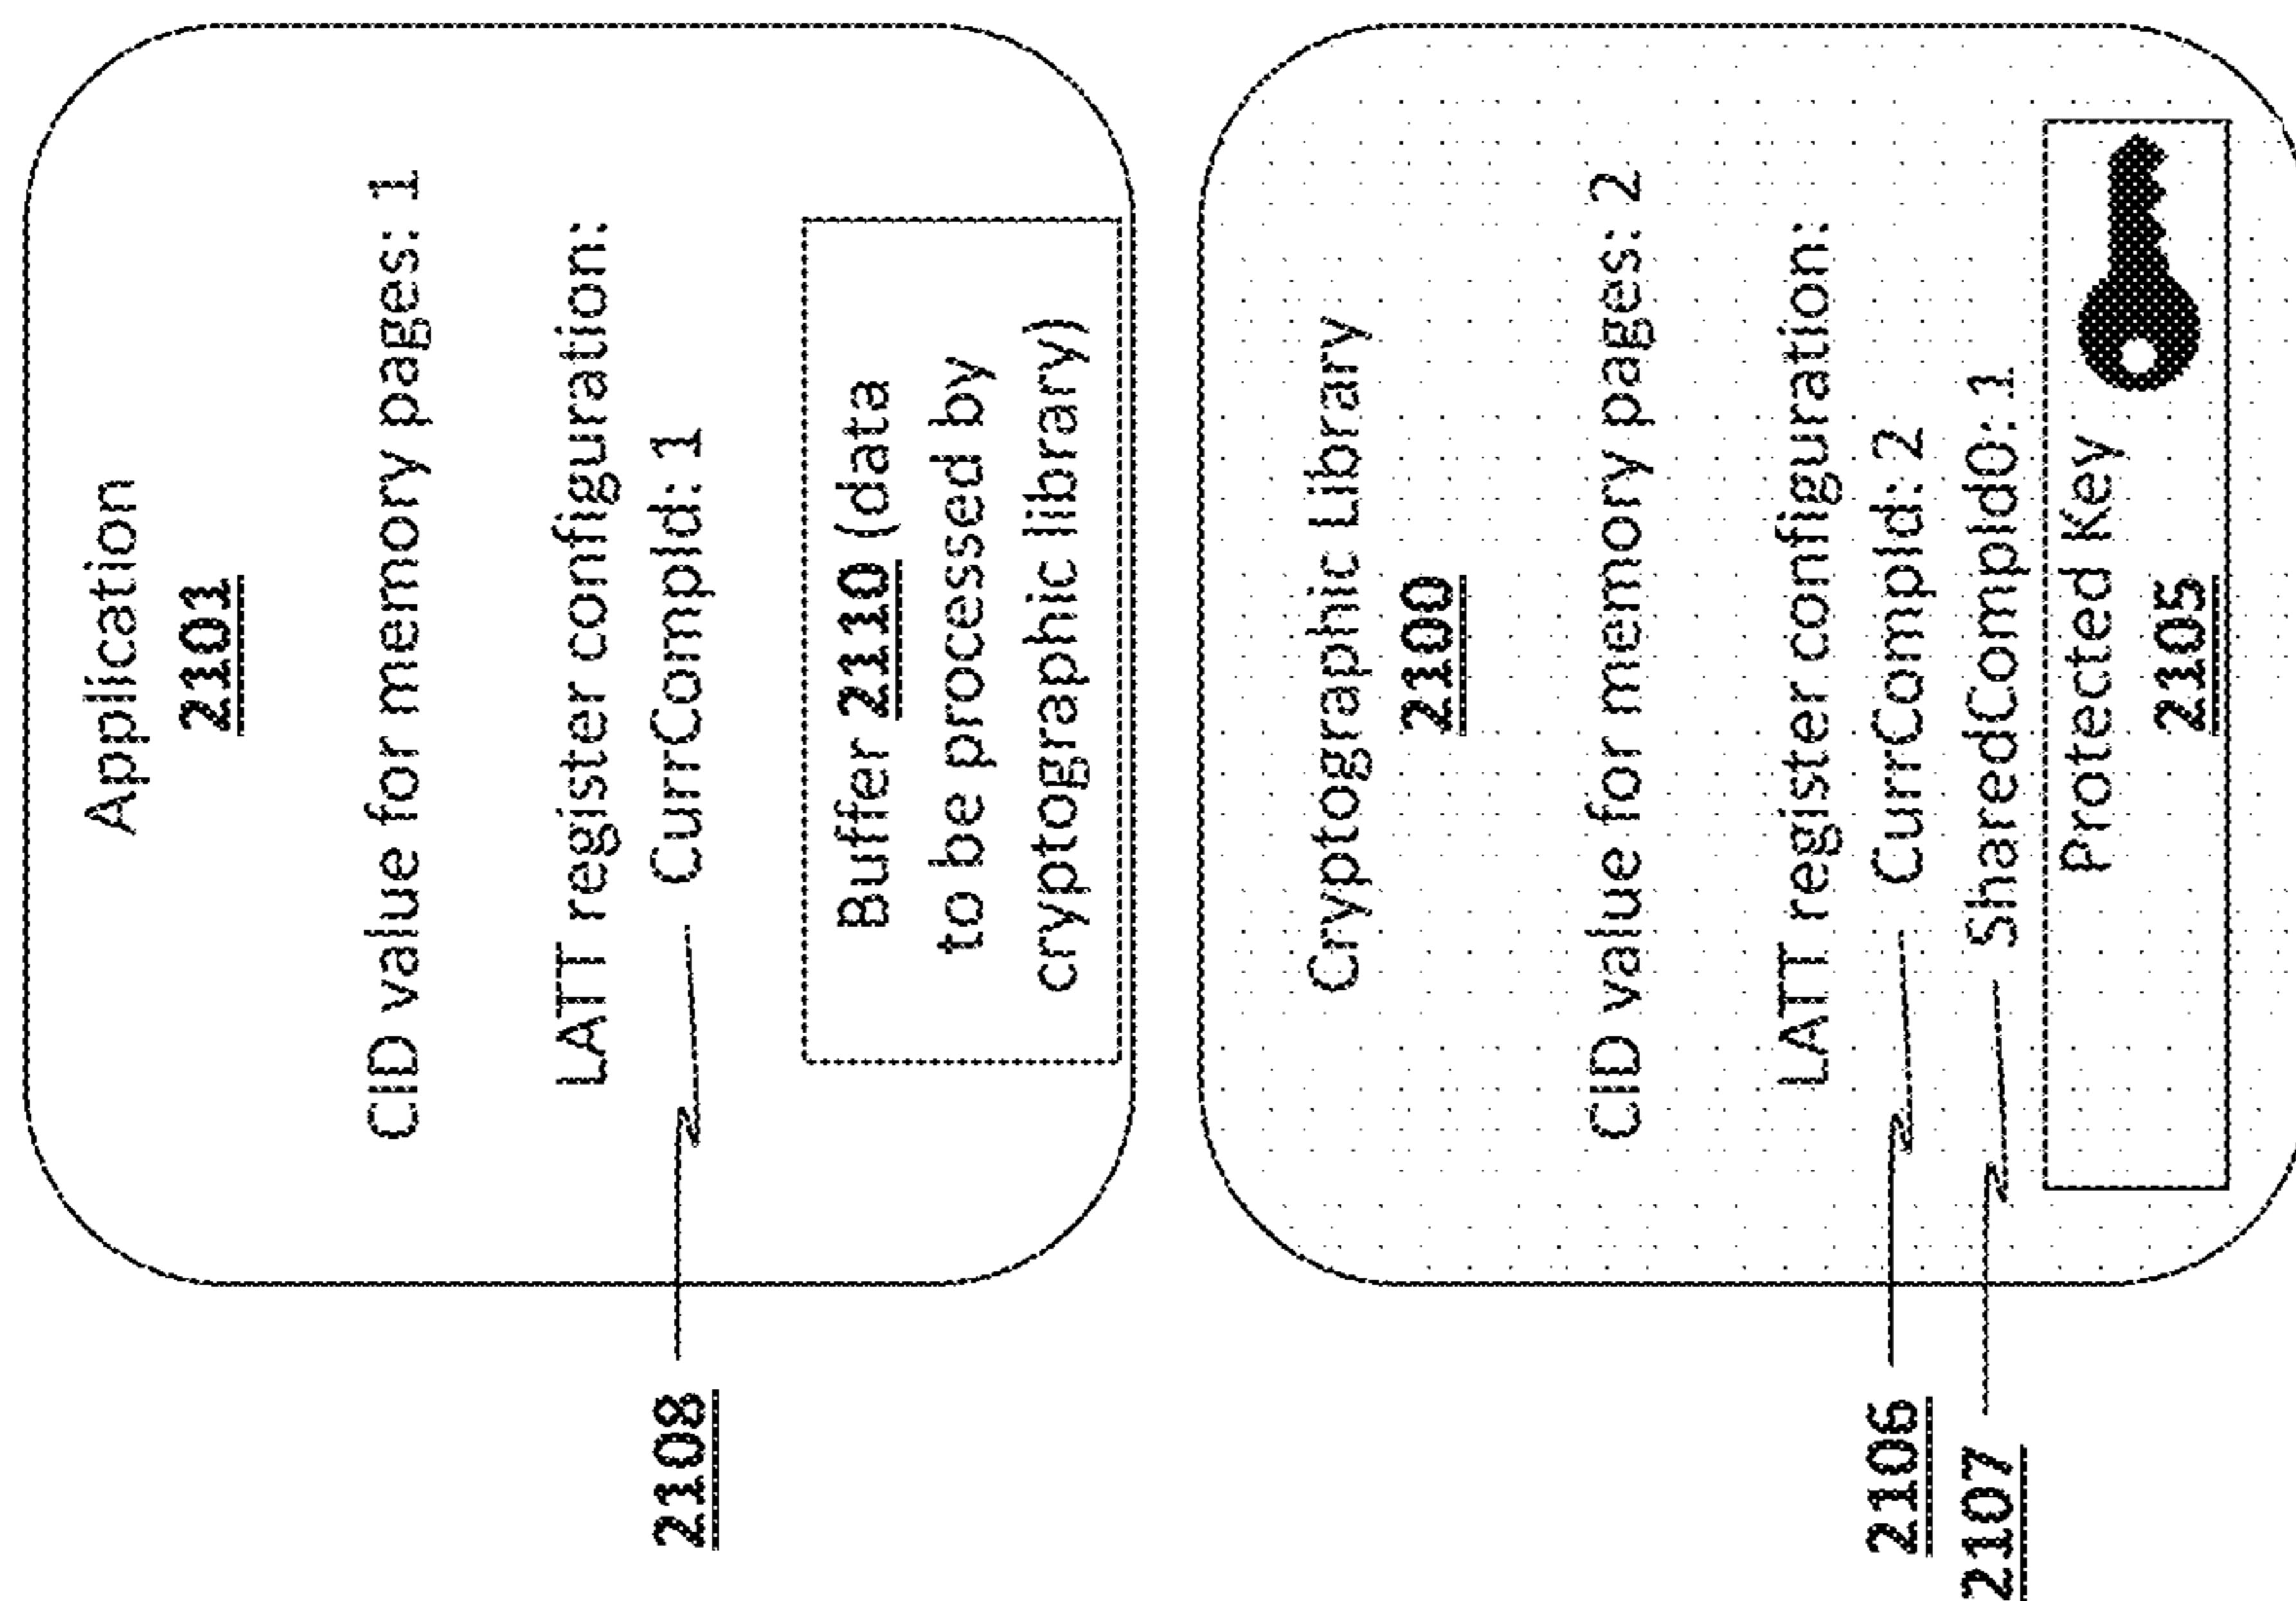 Application
2101
CID value for memory pages: 1
LATT register configuration:
CurrCompId: 1
2108
Buffer 2110 (data
to be processed by
cryptographic library)
Cryptographic Library
2100
CID value for memory pages: 2
LATT register configuration:
CurrCompId: 2
2106
SharedCompId0: 1
2107
Protected Key
2105